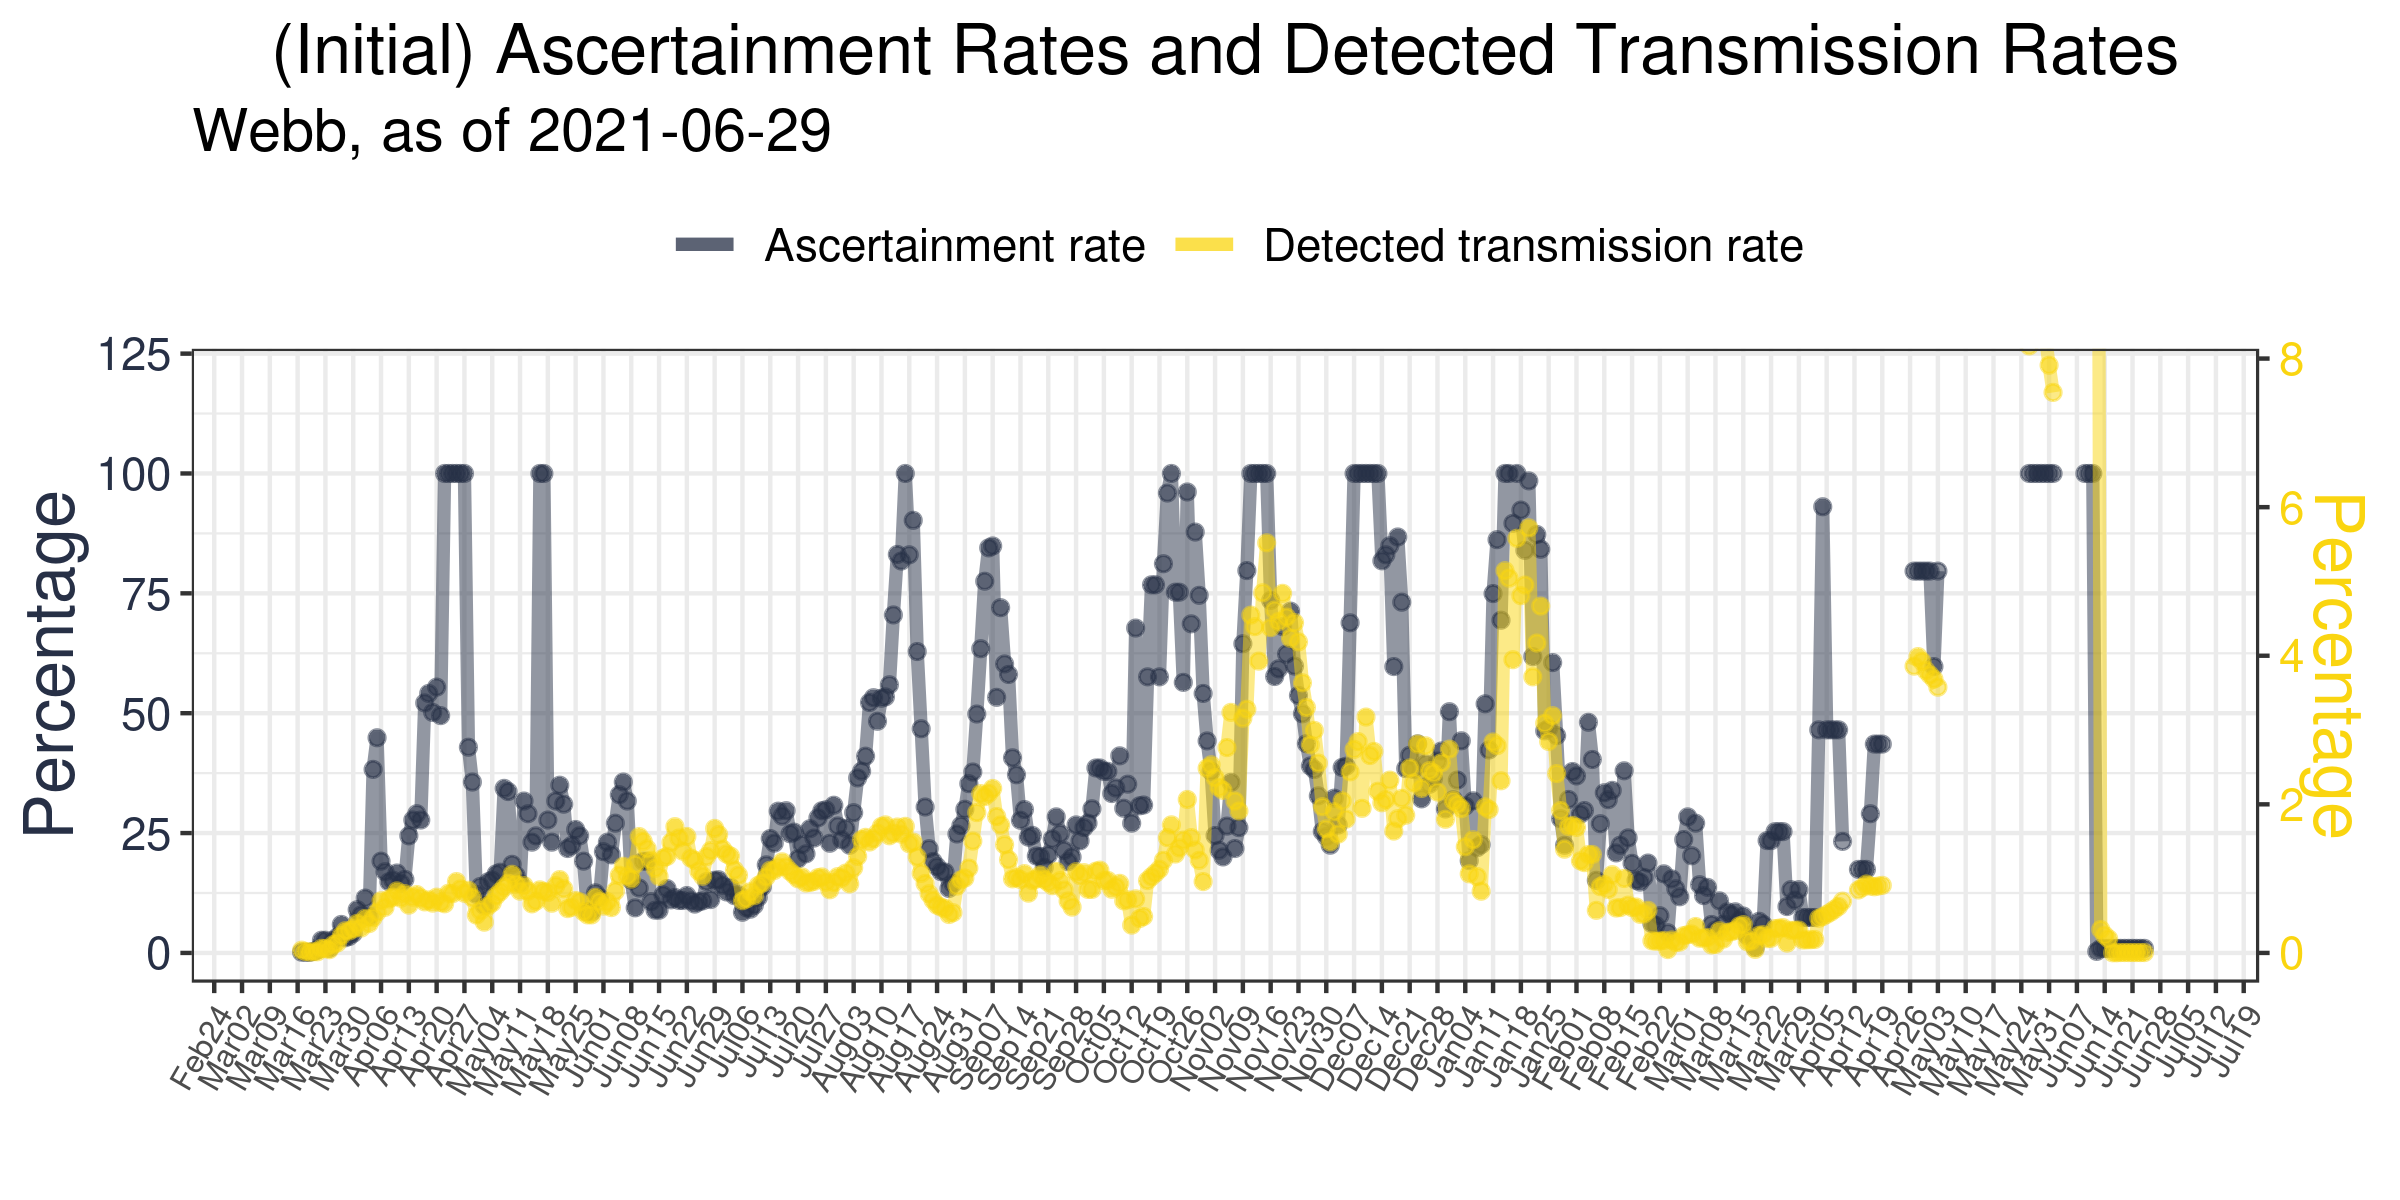 (Initial) Ascertainment Rates and Detected Transmission Rates
Webb, as of 2021-06-29
Ascertainment rate
Detected transmission rate
Percentage
125
100
75
50
25
0
8
6
4
2
0
Percentage
Feb24
Mar02
Mar09
Mar16
Mar23
Mar30
Apr06
Apr13
Apr20
Apr27
May04
May11
May18
May25
Jun01
Jun08
Jun15
Jun22
Jun29
Jul06
Jul13
Jul20
Jul27
Aug03
Aug10
Aug17
Aug24
Aug31
Sep07
Sep14
Sep21
Sep28
Oct05
Oct12
Oct19
Oct26
Nov02
Nov09
Nov16
Nov23
Nov30
Dec07
Dec14
Dec21
Dec28
Jan04
Jan11
Jan18
Jan25
Feb01
Feb08
Feb15
Feb22
Mar01
Mar08
Mar15
Mar22
Mar29
Apr05
Apr12
Apr19
Apr26
May03
May10
May17
May24
May31
Jun07
Jun14
Jun21
Jun28
Jul05
Jul12
Jul19